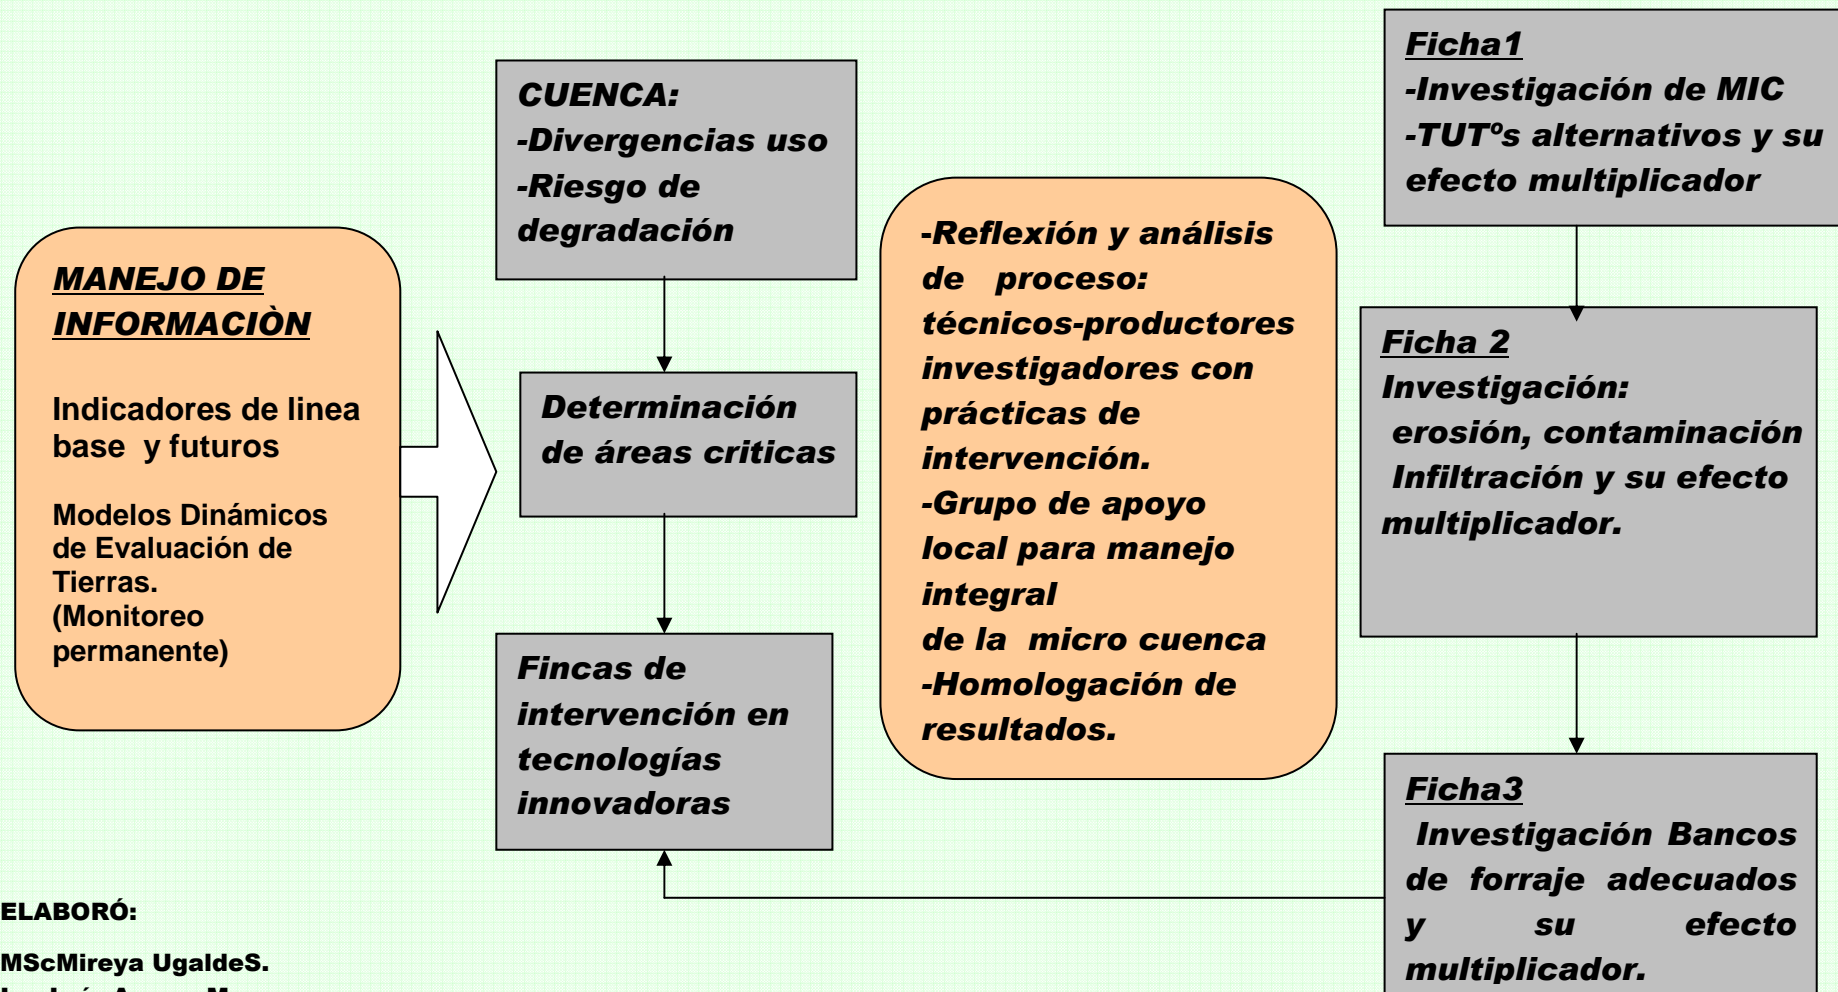 MANEJO DE
INFORMACIÒN
Indicadores de linea
base y futuros
Modelos Dinámicos
de Evaluación de
Tierras.
(Monitoreo
permanente)
CUENCA:
-Divergencias uso
-Riesgo de
degradación
Determinación
de áreas criticas
Fincas de
intervención en
tecnologías
innovadoras
-Reflexión y análisis
de proceso:
técnicos-productores
investigadores con
prácticas de
intervención.
-Grupo de apoyo
local para manejo
integral
de la micro cuenca
-Homologación de
resultados.
Ficha1
-Investigación de MIC
-TUTºs alternativos y su
efecto multiplicador
Ficha 2
Investigación:
erosión, contaminación
Infiltración y su efecto
multiplicador.
Ficha3
Investigación Bancos
de forraje adecuados
y su efecto
multiplicador.
ELABORÓ:
MScMireya UgaldeS.